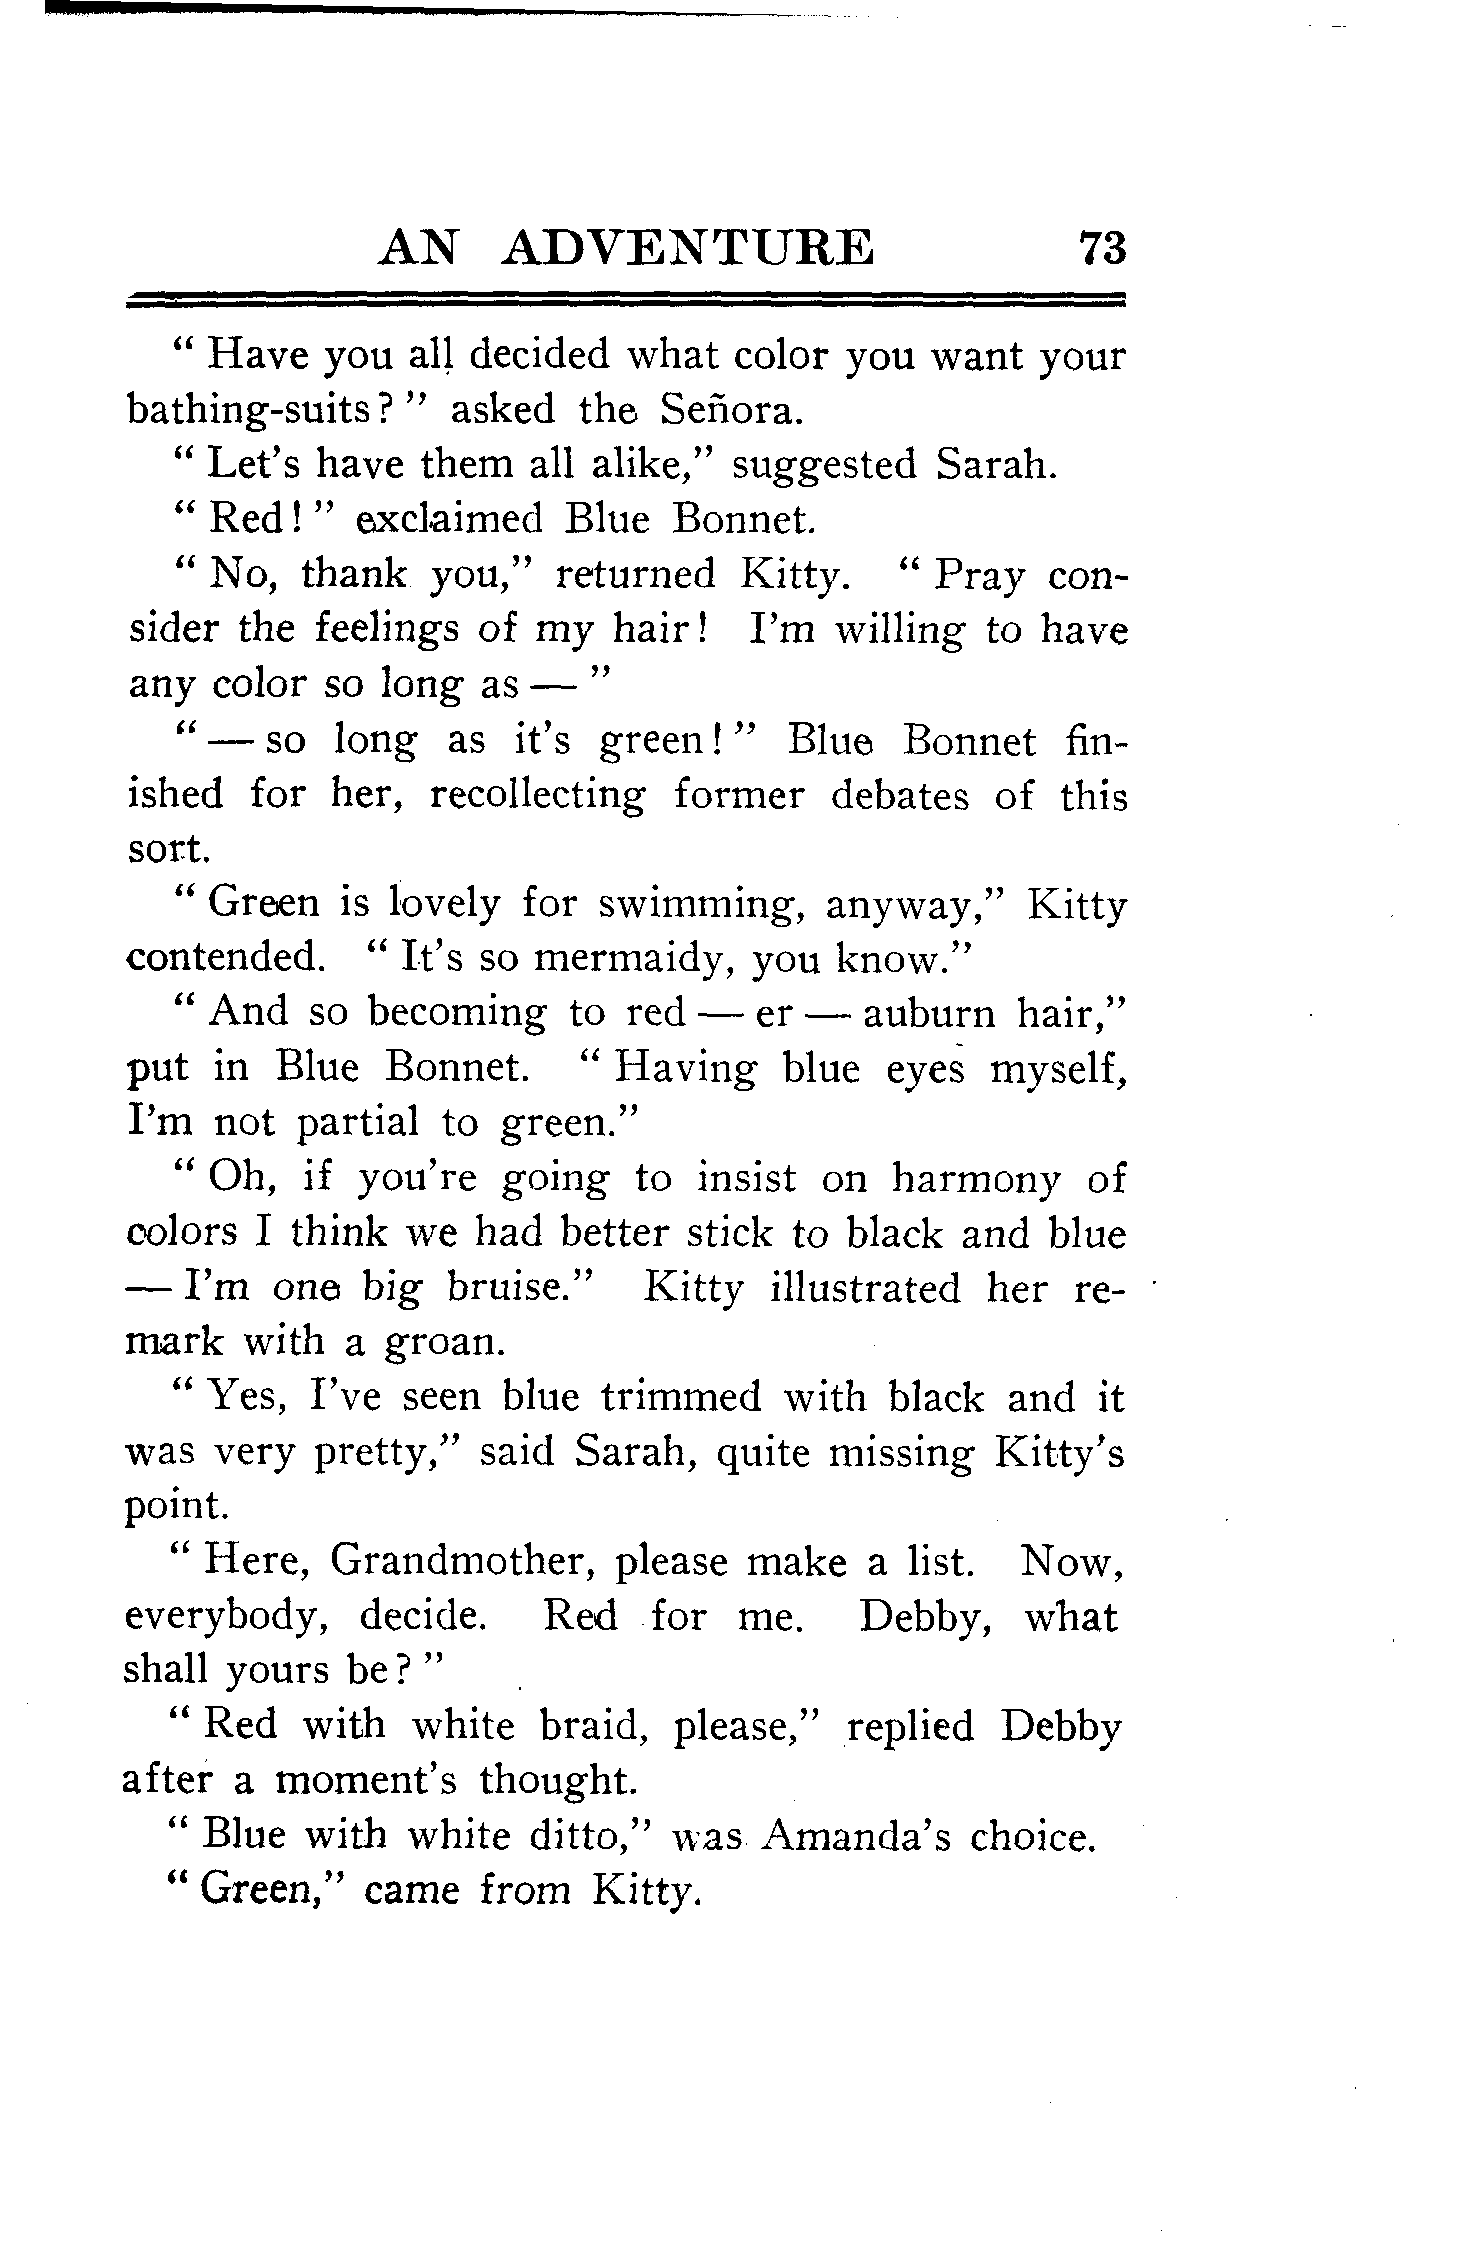 AN ADVENTURE 73
" Have you all decided what color you want your
bathing-suits? " asked the Señora.
" Let's have them all alike," suggested Sarah.
" Red! " exclaimed Blue Bonnet.
" No, thank you," returned Kitty. " Pray con-
sider the feelings of my hair! I'm willing to have
any color so long as — "
" — so long as it's green! " Blue Bonnet fin-
ished for her, recollecting former debates of this
sort.
" Green is lovely for swimming, anyway," Kitty
contended. " It's so mermaidy, you know."
" And so becoming to red — er — auburn hair,"
put in Blue Bonnet. " Having blue eyes myself,
I'm not partial to green."
" Oh, if you're going to insist on harmony of
colors I think we had better stick to black and blue
— I'm one big bruise." Kitty illustrated her re-
mark with a groan.
" Yes, I've seen blue trimmed with black and it
was very pretty," said Sarah, quite missing Kitty's
point.
" Here, Grandmother, please make a list. Now,
everybody, decide. Red for me. Debby, what
shall yours be? "
" Red with white braid, please," replied Debby
after a moment's thought.
" Blue with white ditto," was Amanda's choice.
" Green," came from Kitty.